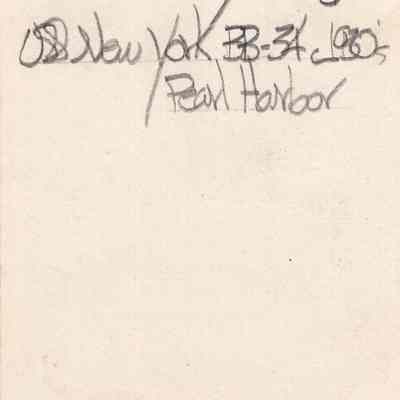 USS New York BB-34 1930's
Pearl Harbor